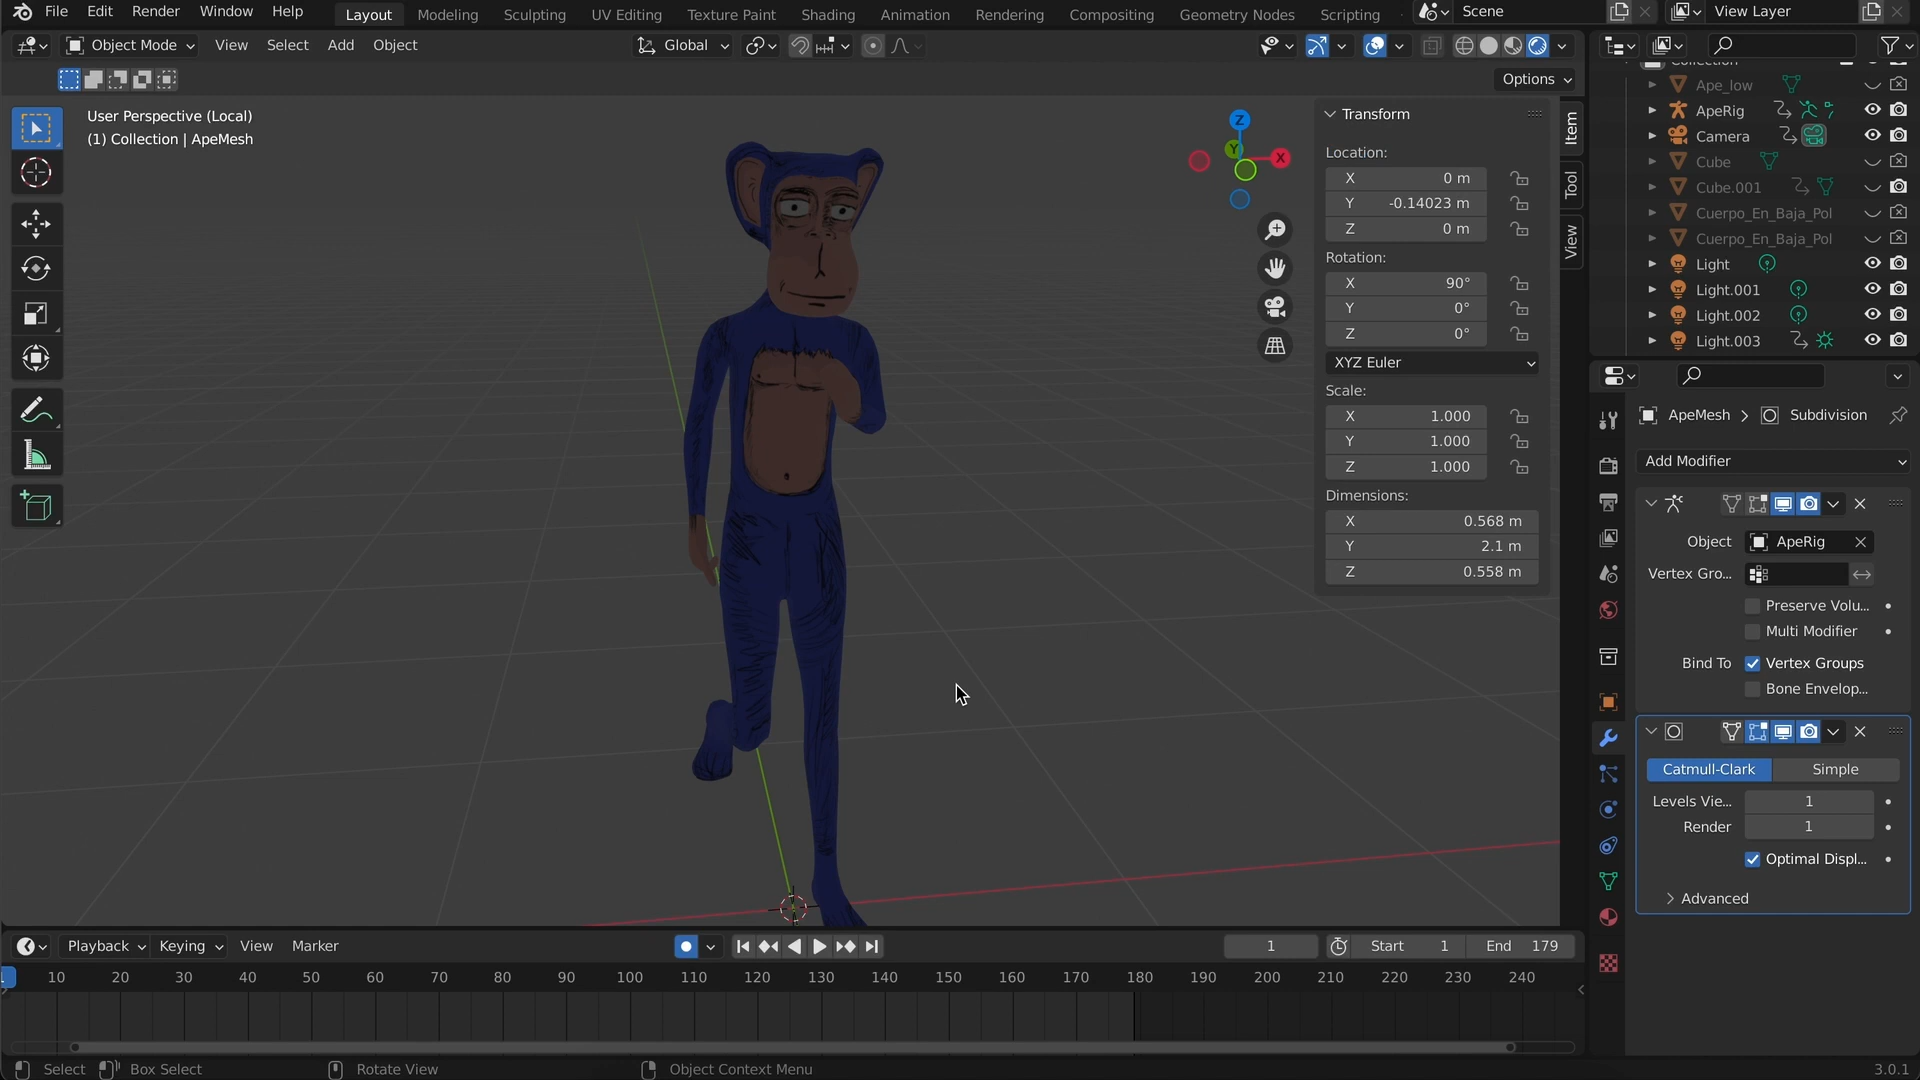 File Edit Render Window Help Layout Modeling Sculpting UV Editing Texture Paint Shading Animation Rendering Compositing Geometry Nodes Scripting Scene View Layer
Object Mode View Select Add Object Global
Options
User Perspective (Local)
(1) Collection | ApeMesh
Z
Y
X
Transform
Location:
X 0 m
Y -0.14023 m
Z 0 m
Rotation:
X 90°
Y 0°
Z 0°
XYZ Euler
Scale:
X 1.000
Y 1.000
Z 1.000
Dimensions:
X 0.568 m
Y 2.1 m
Z 0.558 m
Item
Tool
View
Collection
Ape_low
ApeRig
Camera
Cube
Cube.001
Cuerpo_En_Baja_Pol
Cuerpo_En_Baja_Pol
Light
Light.001
Light.002
Light.003
ApeMesh > Subdivision
Add Modifier
Object ApeRig
Vertex Gro...
Preserve Volu...
Multi Modifier
Bind To Vertex Groups
Bone Envelop...
Catmull-Clark Simple
Levels Vie... 1
Render 1
Optimal Displ...
Advanced
Playback Keying View Marker 1 Start 1 End 179
1 10 20 30 40 50 60 70 80 90 100 110 120 130 140 150 160 170 180 190 200 210 220 230 240
Select Box Select Rotate View Object Context Menu 3.0.1